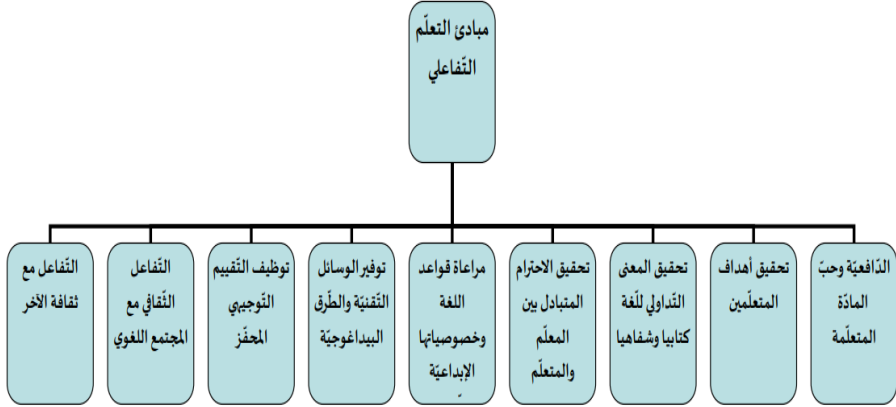 مبادئ التعلّم
التّفاعلي
الدّافعيّة وحبّ
المادّة
المتعلّمة
تحقيق أهداف
المتعلّمين
تحقيق المعنى
التّداولي للّغة
كتابيا وشفاهيا
تحقيق الاحترام
المتبادل بين
المعلّم
والمتعلّم
مراعاة قواعد
اللغة
وخصوصياتها
الإبداعيّة
توفير الوسائل
التّقنيّة والطّرق
البيداغوجيّة
توظيف التّقييم
التّوجيهي
المحفّز
التّفاعل
الثّقافي مع
المجتمع اللغوي
التّفاعل مع
ثقافة الآخر